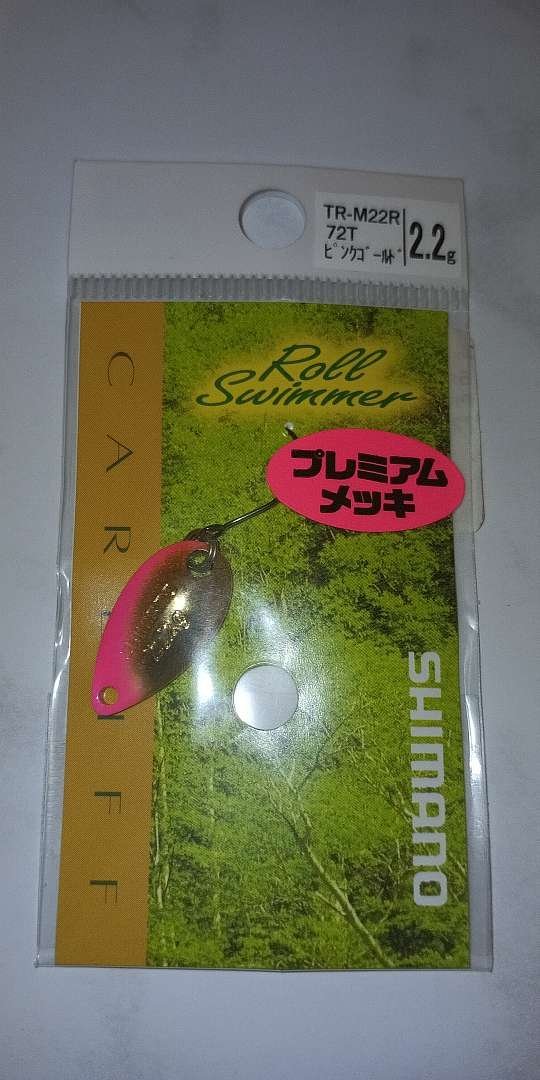 TR-M22R
72T
ﾋﾟﾝｸｺﾞｰﾙﾄﾞ
2.2g
Roll
Swimmer
プレミアム
メッキ
CARDIFF
SHIMANO